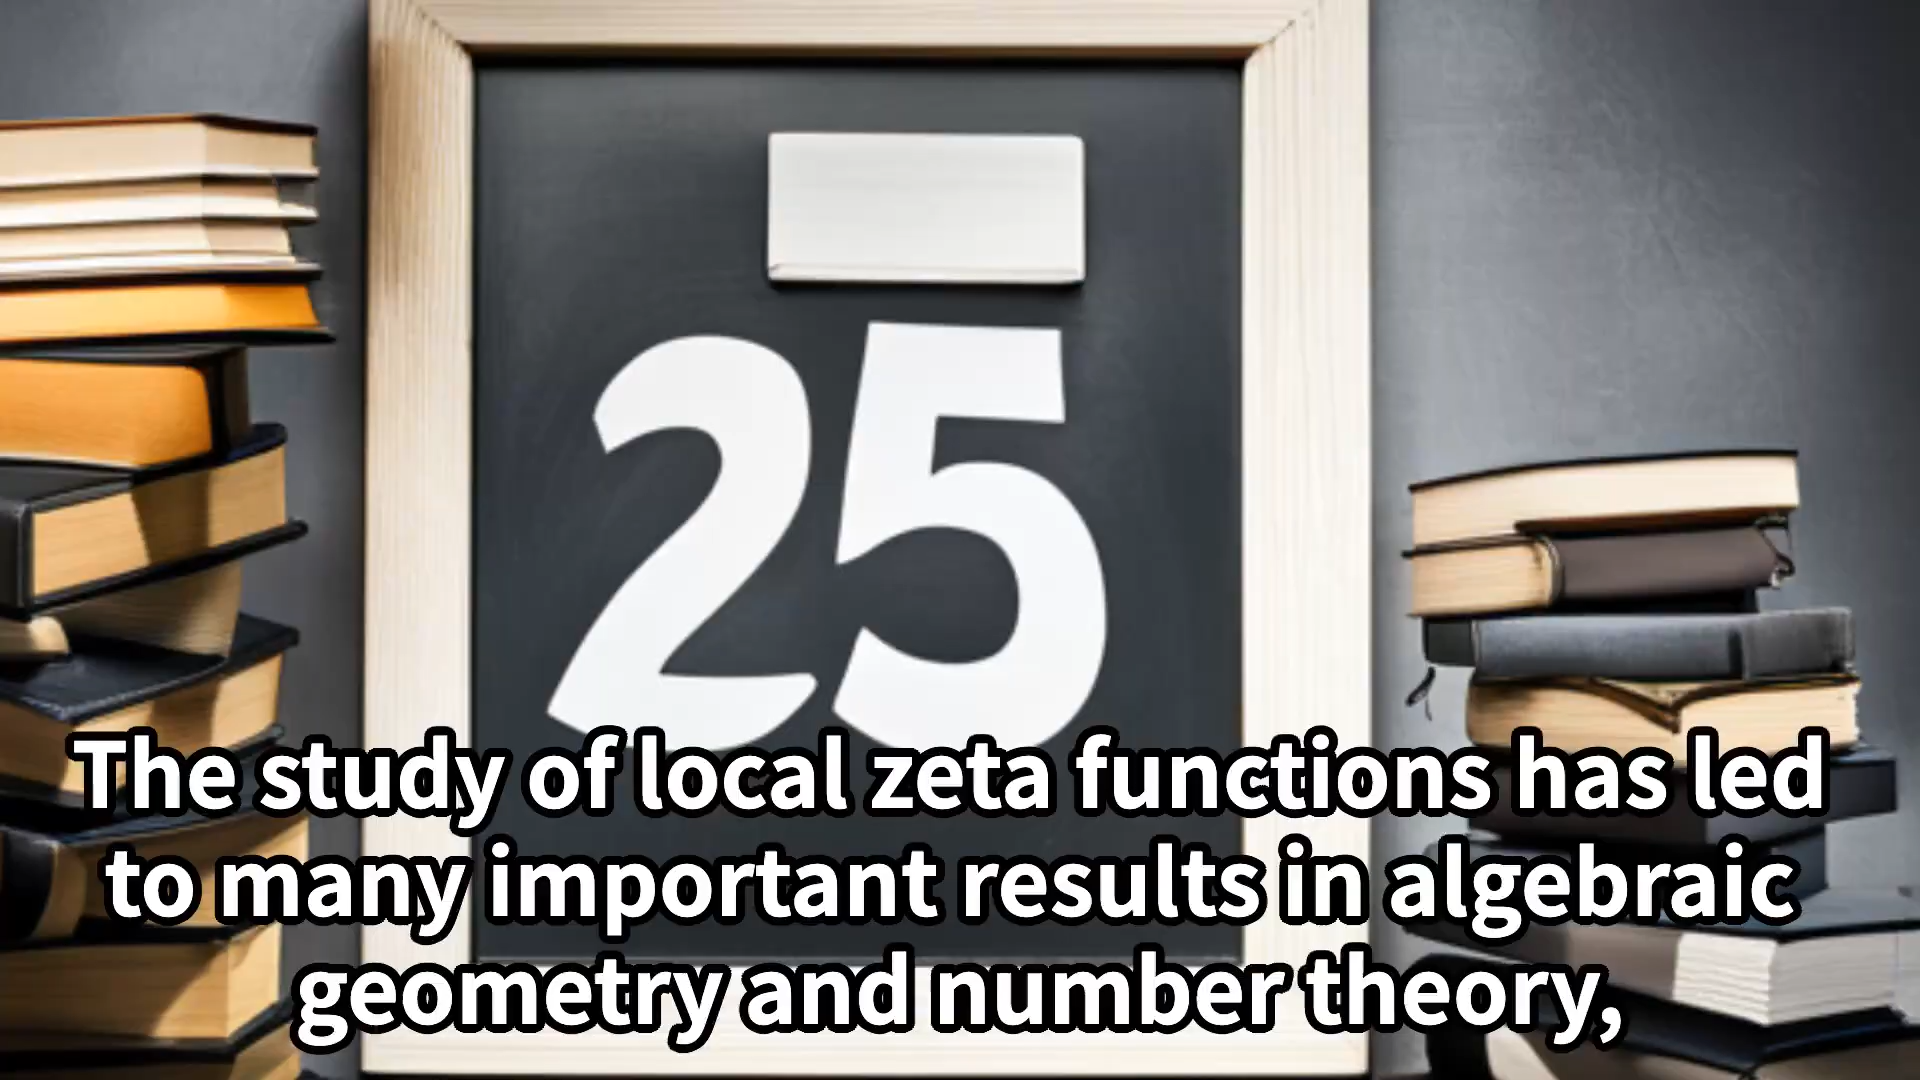 25
The study of local zeta functions has led
to many important results in algebraic
geometry and number theory,